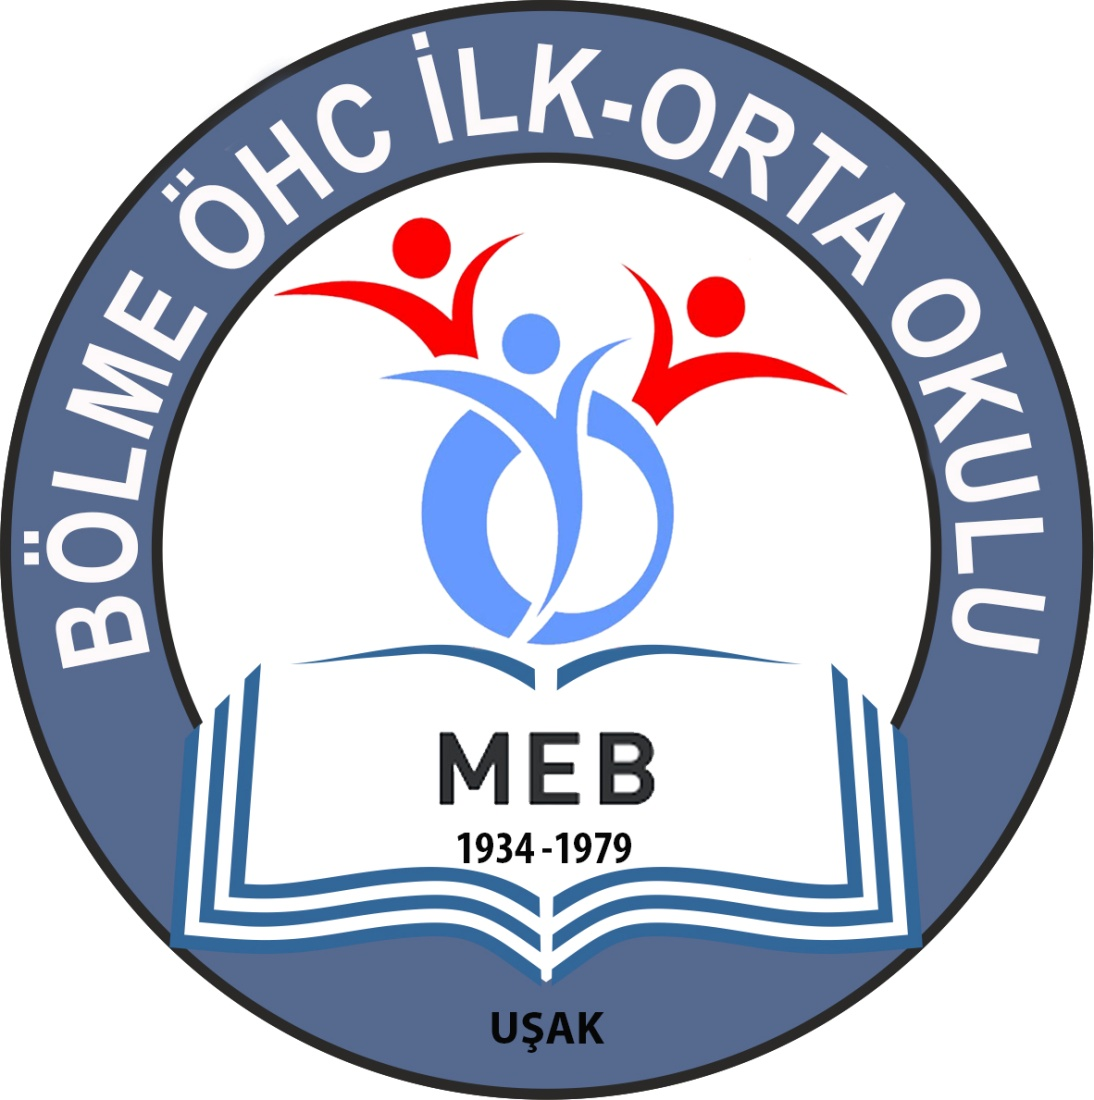 BÖLME ÖHC İLK-ORTA OKULU
MEB
1934 -1979
UŞAK